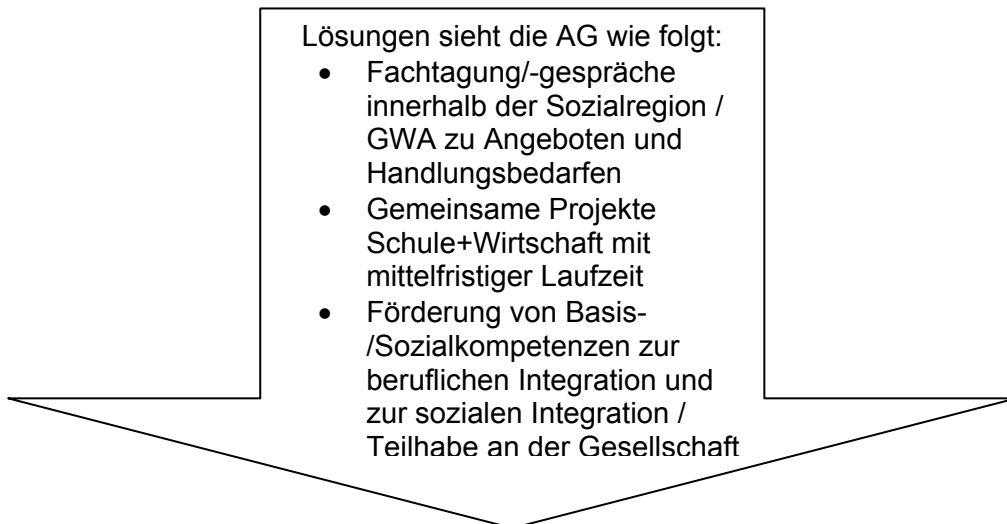 Lösungen sieht die AG wie folgt:
• Fachtagung/-gespräche
innerhalb der Sozialregion /
GWA zu Angeboten und
Handlungsbedarfen
• Gemeinsame Projekte
Schule+Wirtschaft mit
mittelfristiger Laufzeit
• Förderung von Basis-
/Sozialkompetenzen zur
beruflichen Integration und
zur sozialen Integration /
Teilhabe an der Gesellschaft